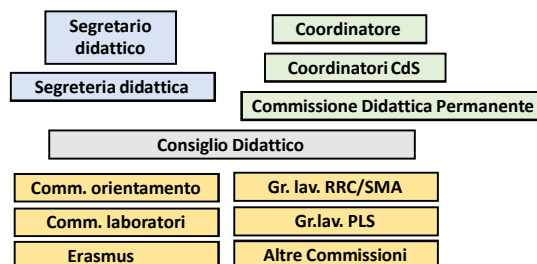 Segretario
didattico
Segreteria didattica
Coordinatore
Coordinatori CdS
Commissione Didattica Permanente
Consiglio Didattico
Comm. orientamento
Gr. lav. RRC/SMA
Comm. laboratori
Gr.lav. PLS
Erasmus
Altre Commissioni